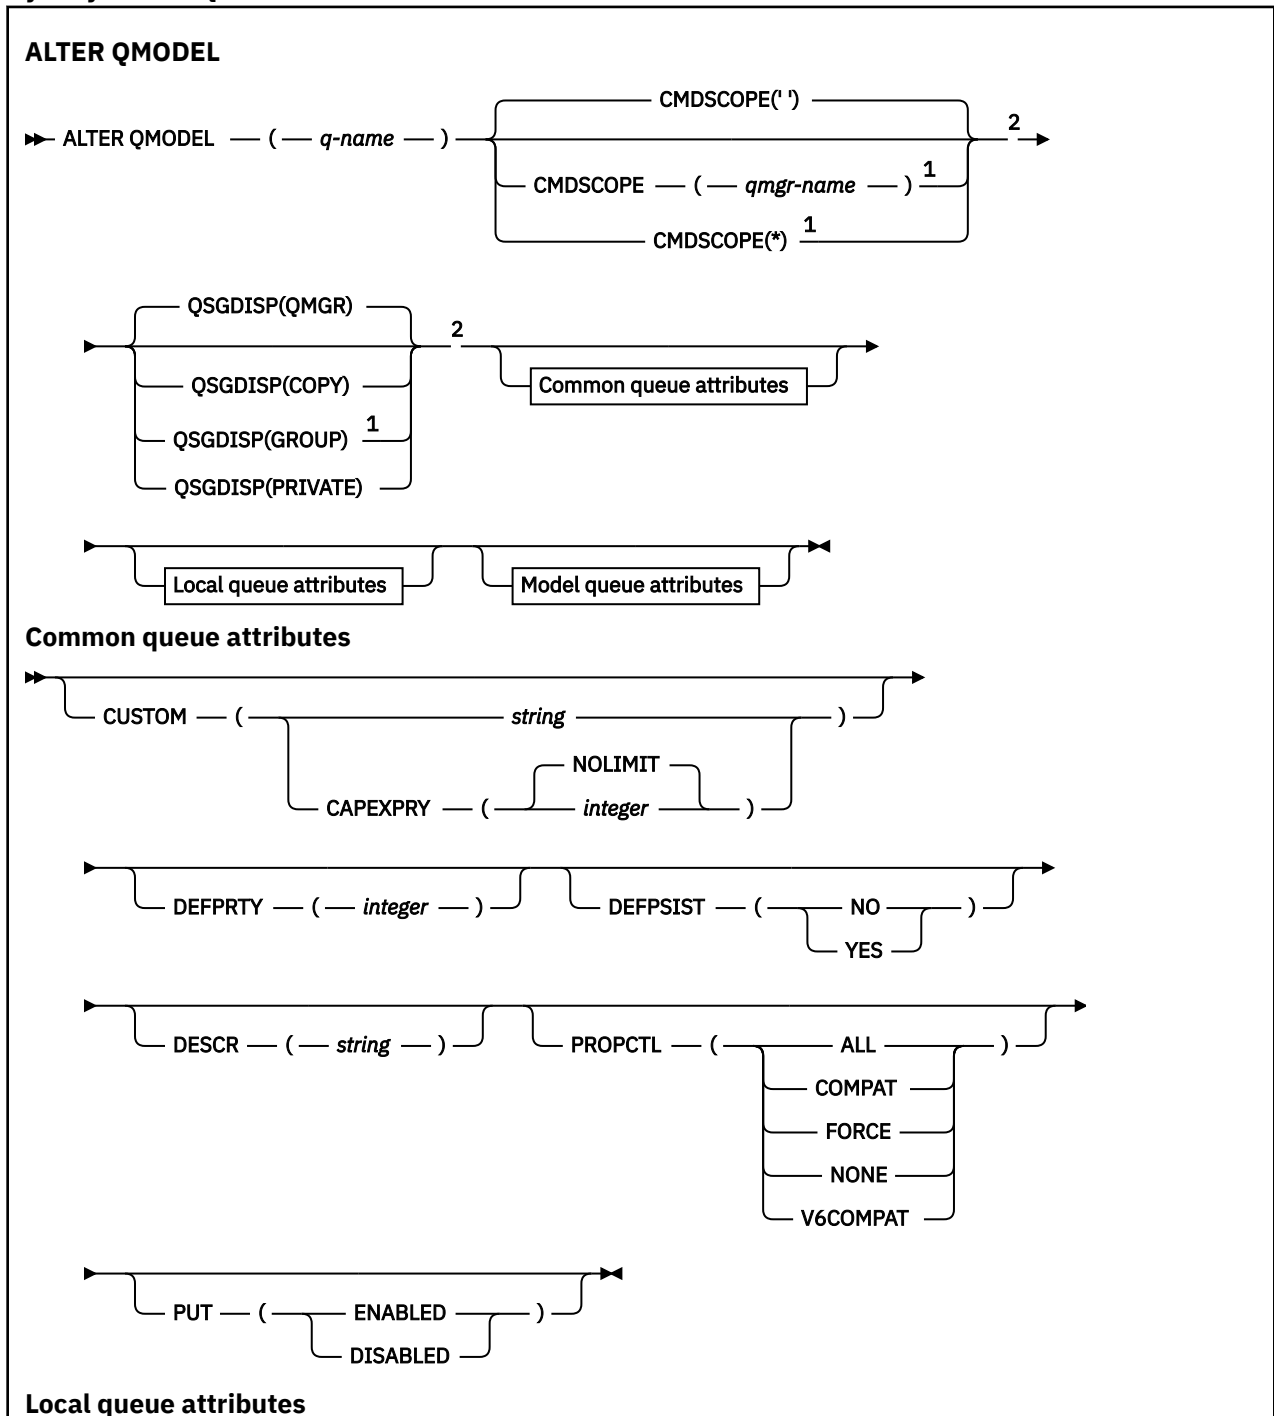 ALTER QMODEL
CMDSCOPE(' ')
ALTER QMODEL ( q-name ) 2
CMDSCOPE ( qmgr-name ) 1
CMDSCOPE(*) 1
QSGDISP(QMGR)
2
QSGDISP(COPY) Common queue attributes
QSGDISP(GROUP) 1
QSGDISP(PRIVATE)
Local queue attributes Model queue attributes
Common queue attributes
CUSTOM ( string )
NOLIMIT
CAPEXPRY ( integer )
DEFPRTY ( integer ) DEFPSIST ( NO )
YES
DESCR ( string ) PROPCTL ( ALL )
COMPAT
FORCE
NONE
V6COMPAT
PUT ( ENABLED )
DISABLED
Local queue attributes